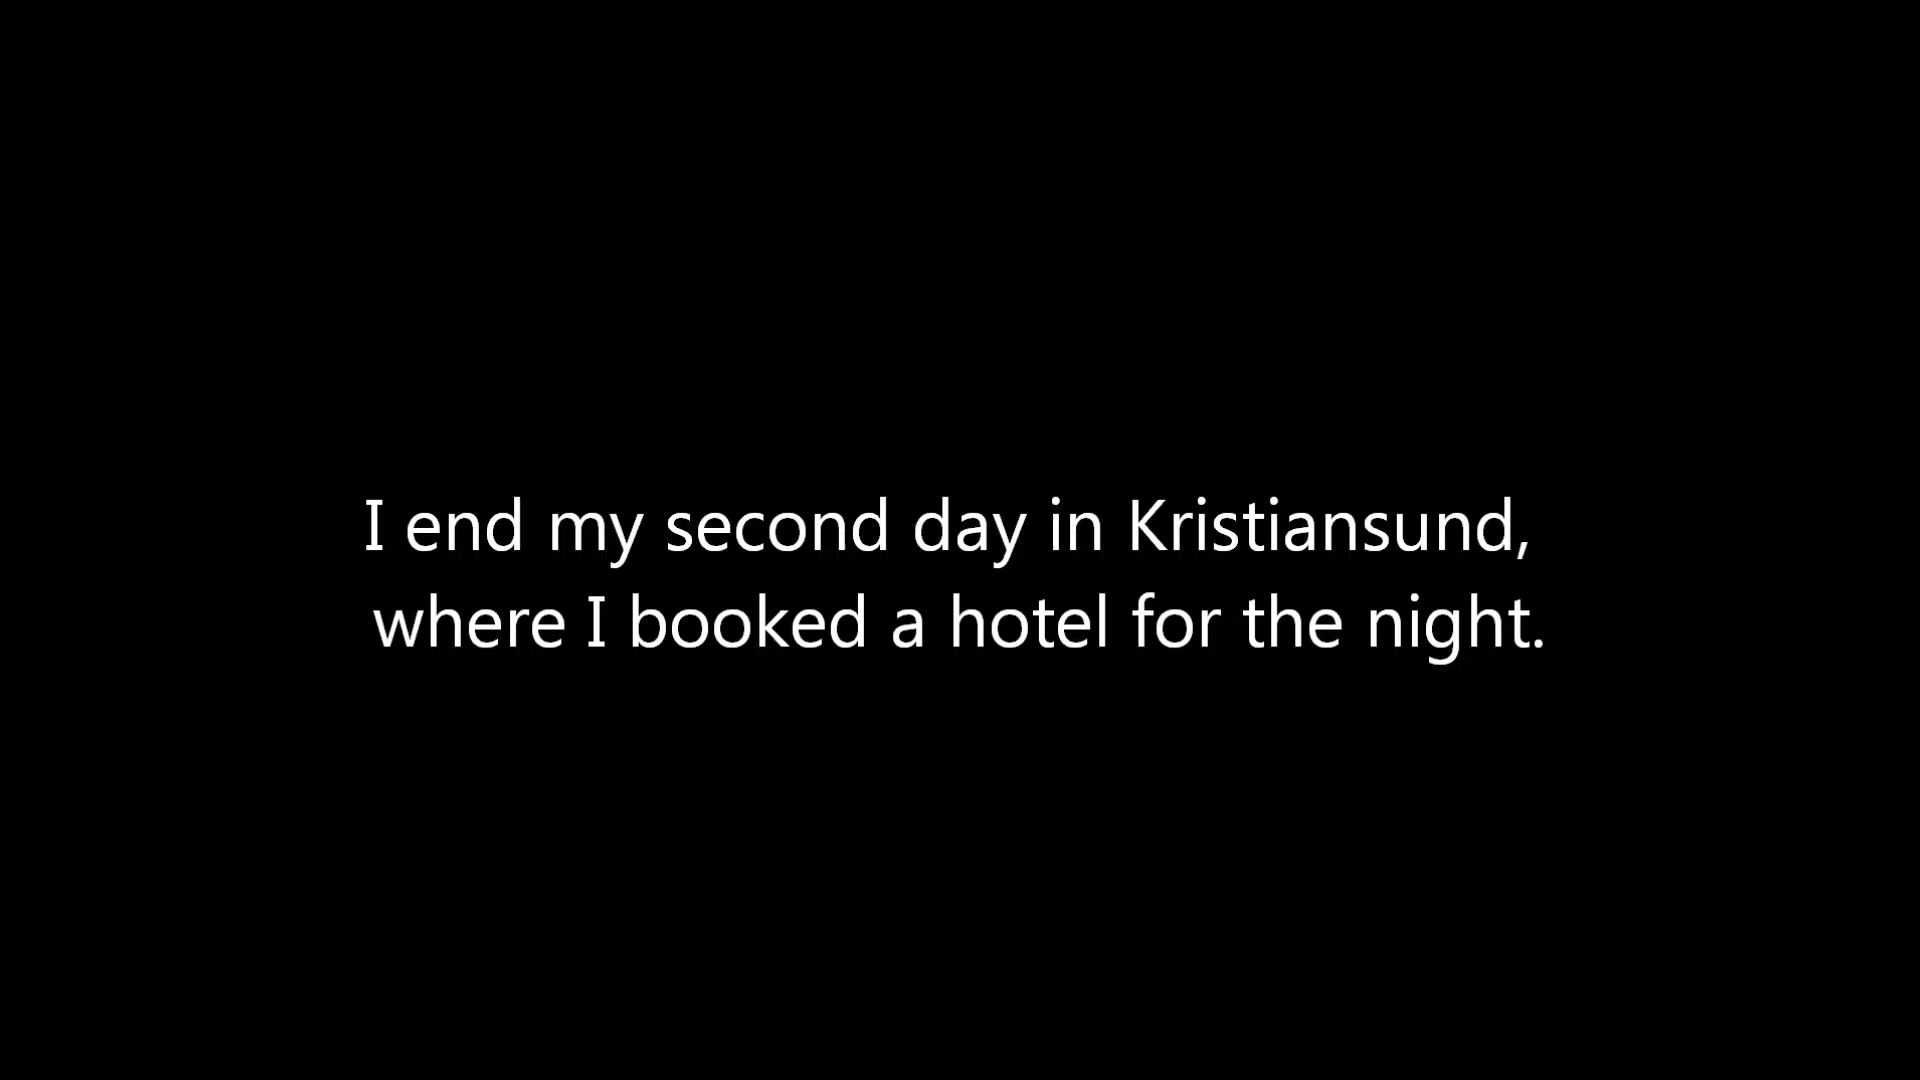 I end my second day in Kristiansund,
where I booked a hotel for the night.